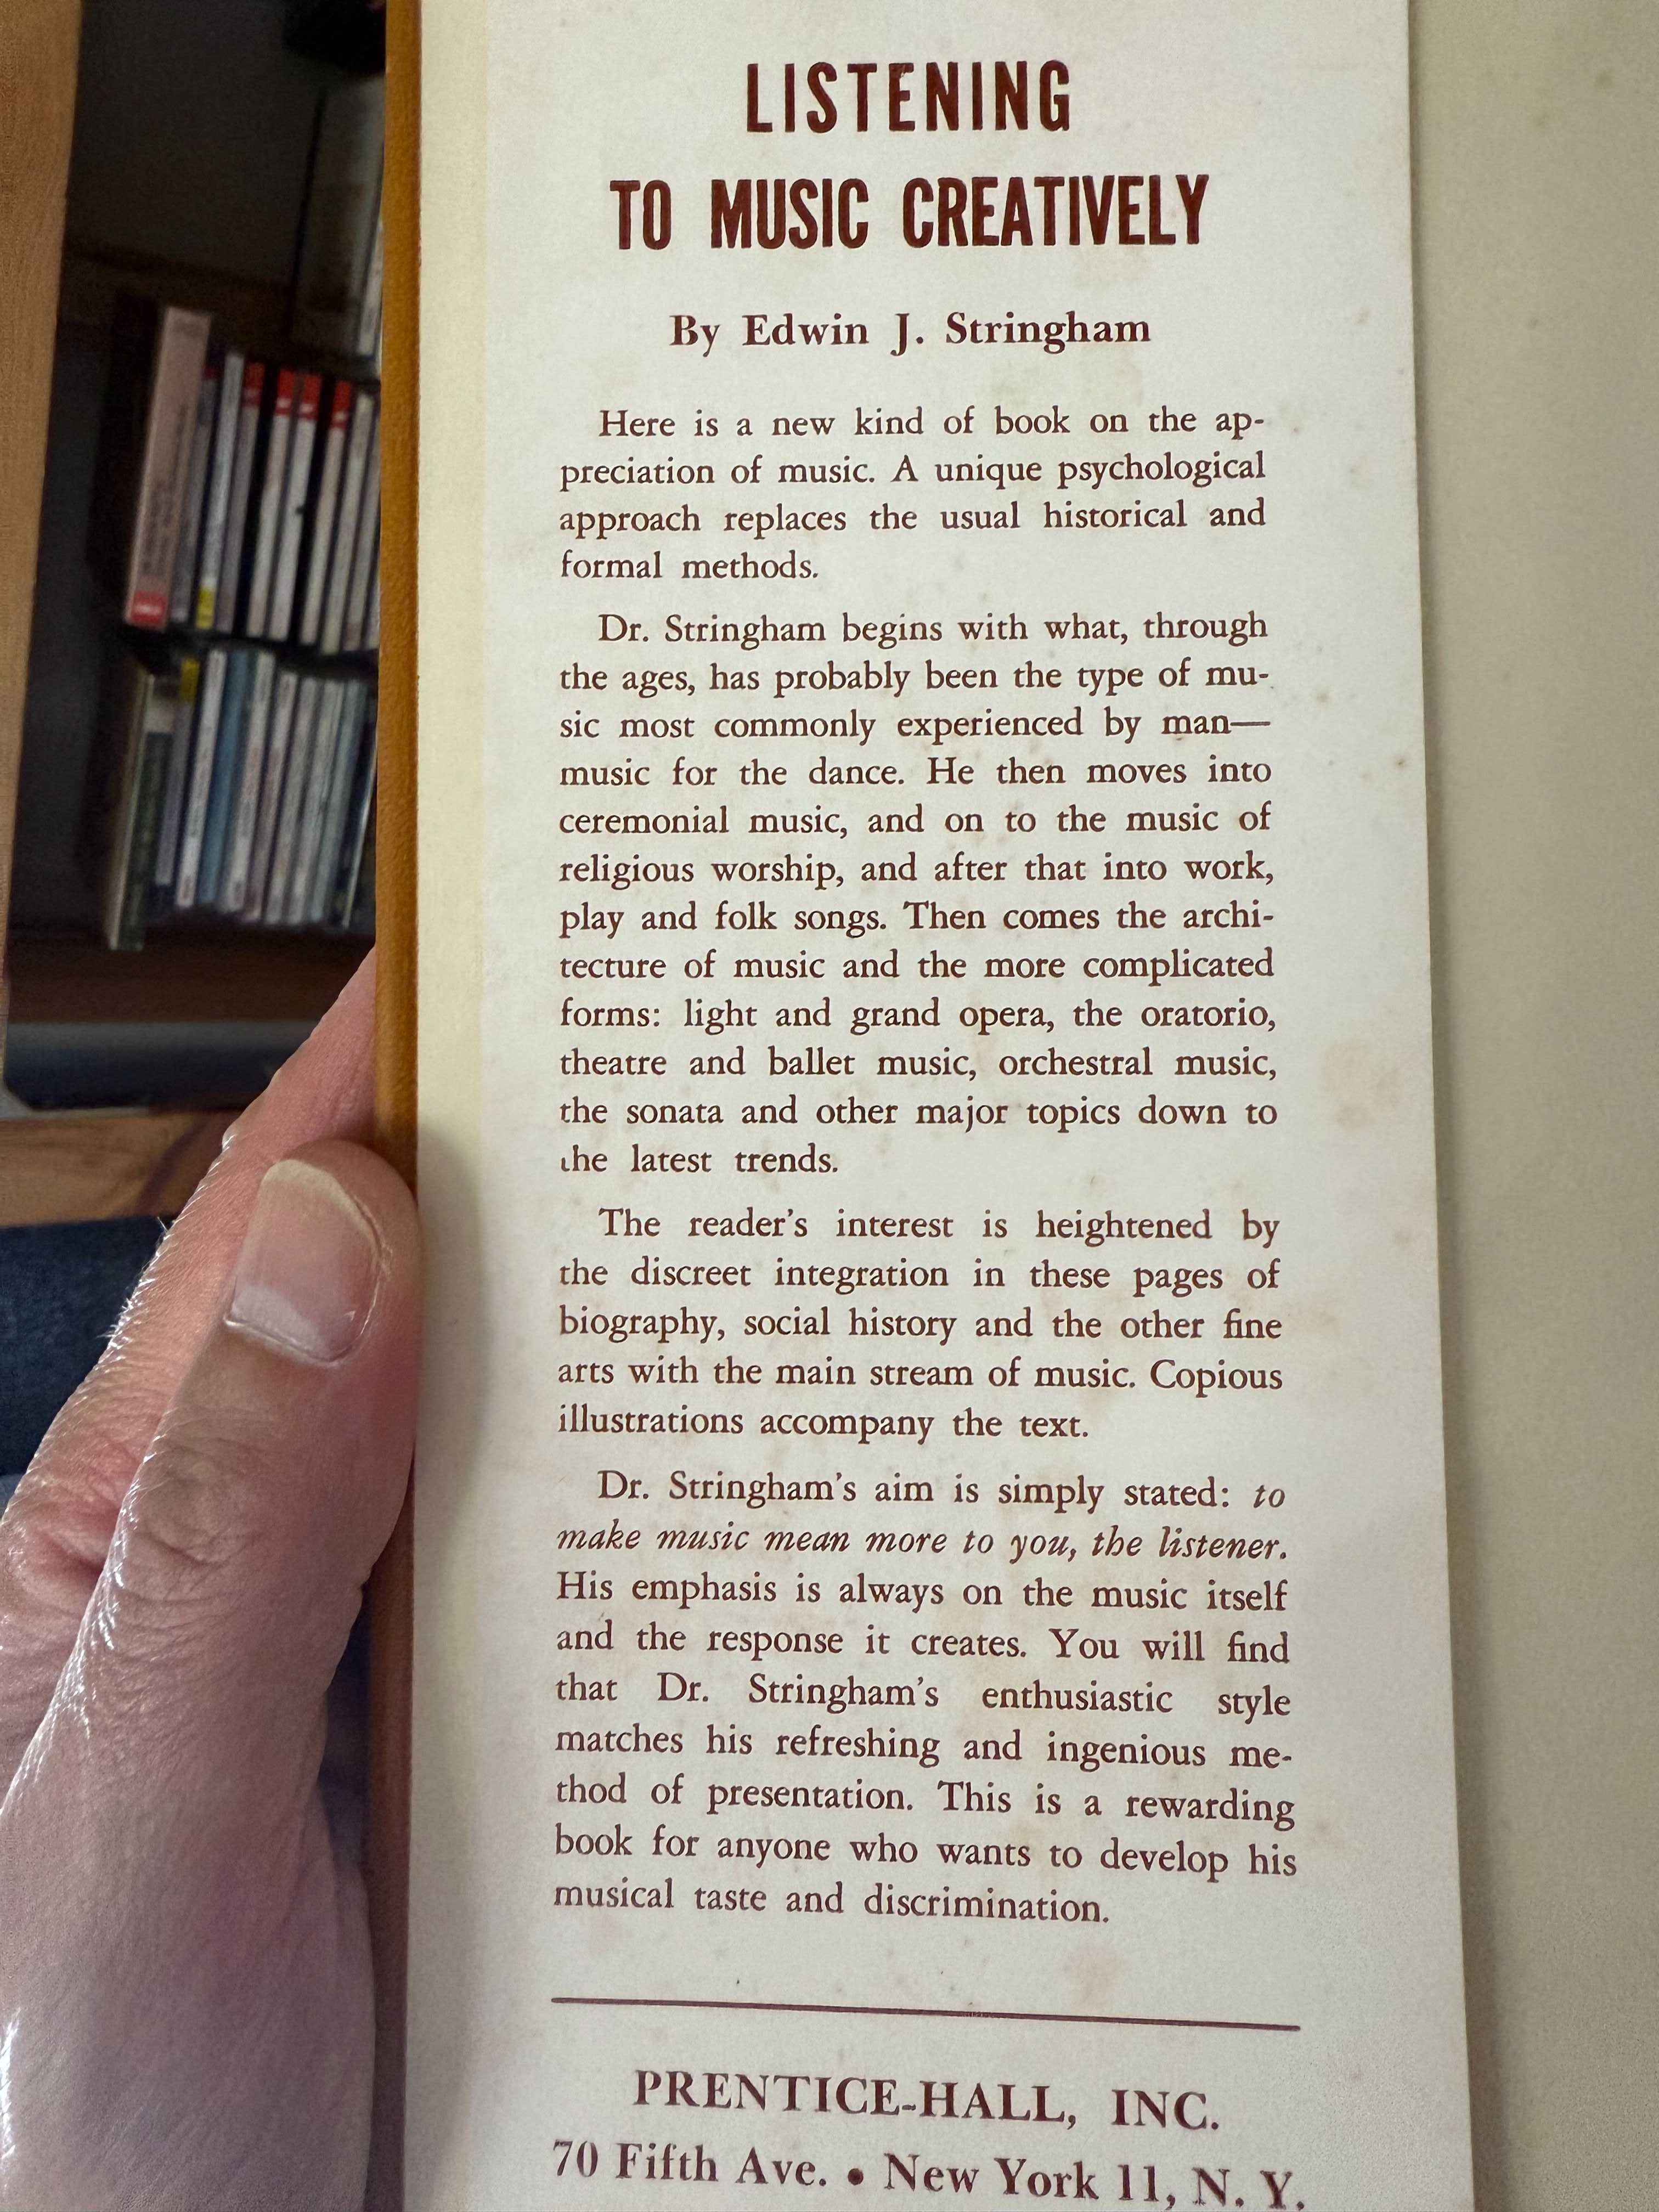 LISTENING
TO MUSIC CREATIVELY
By Edwin J. Stringham
Here is a new kind of book on the ap-
preciation of music. A unique psychological
approach replaces the usual historical and
formal methods.
Dr. Stringham begins with what, through
the ages, has probably been the type of mu-
sic most commonly experienced by man—
music for the dance. He then moves into
ceremonial music, and on to the music of
religious worship, and after that into work,
play and folk songs. Then comes the archi-
tecture of music and the more complicated
forms: light and grand opera, the oratorio,
theatre and ballet music, orchestral music,
the sonata and other major topics down to
the latest trends.
The reader's interest is heightened by
the discreet integration in these pages of
biography, social history and the other fine
arts with the main stream of music. Copious
illustrations accompany the text.
Dr. Stringham's aim is simply stated: to
make music mean more to you, the listener.
His emphasis is always on the music itself
and the response it creates. You will find
that Dr. Stringham's enthusiastic style
matches his refreshing and ingenious me-
thod of presentation. This is a rewarding
book for anyone who wants to develop his
musical taste and discrimination.
PRENTICE-HALL, INC.
70 Fifth Ave. • New York 11, N. Y.